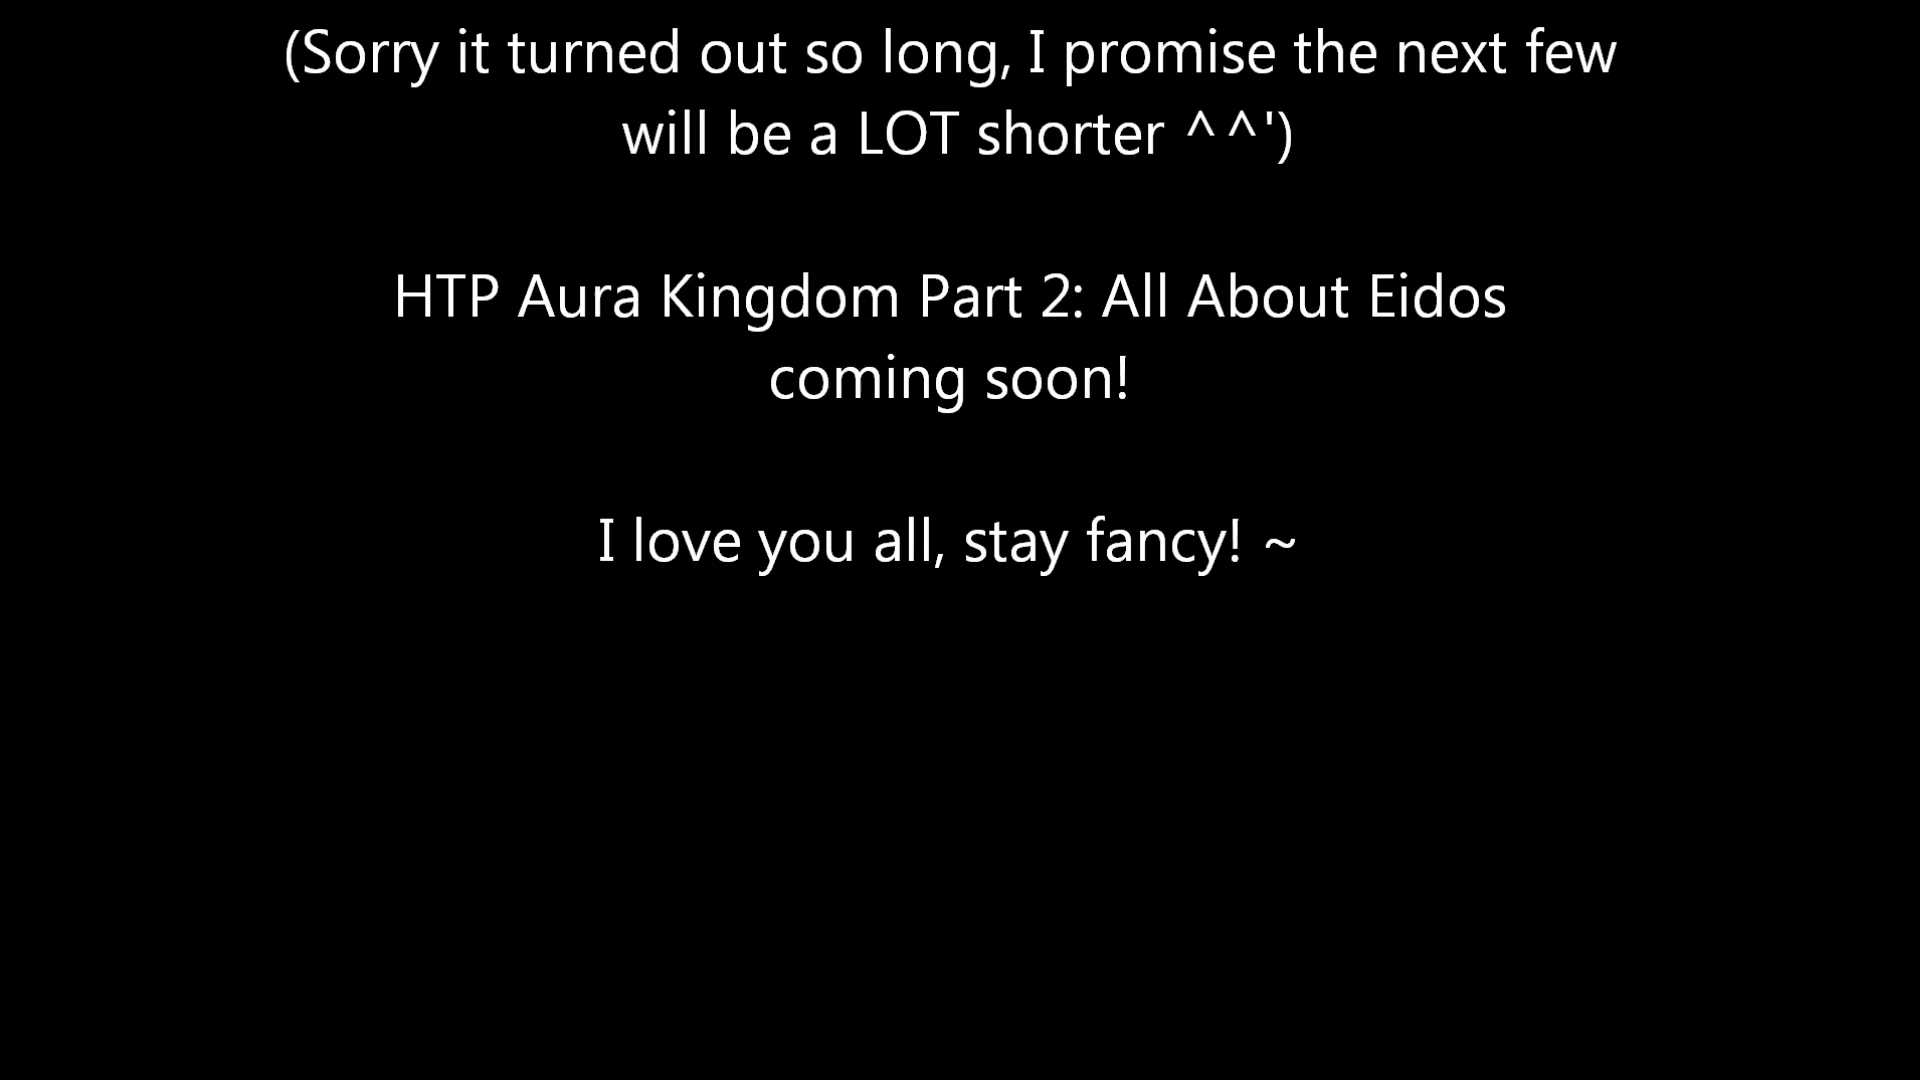 (Sorry it turned out so long, I promise the next few
will be a LOT shorter ^^')
HTP Aura Kingdom Part 2: All About Eidos
coming soon!
I love you all, stay fancy! ~